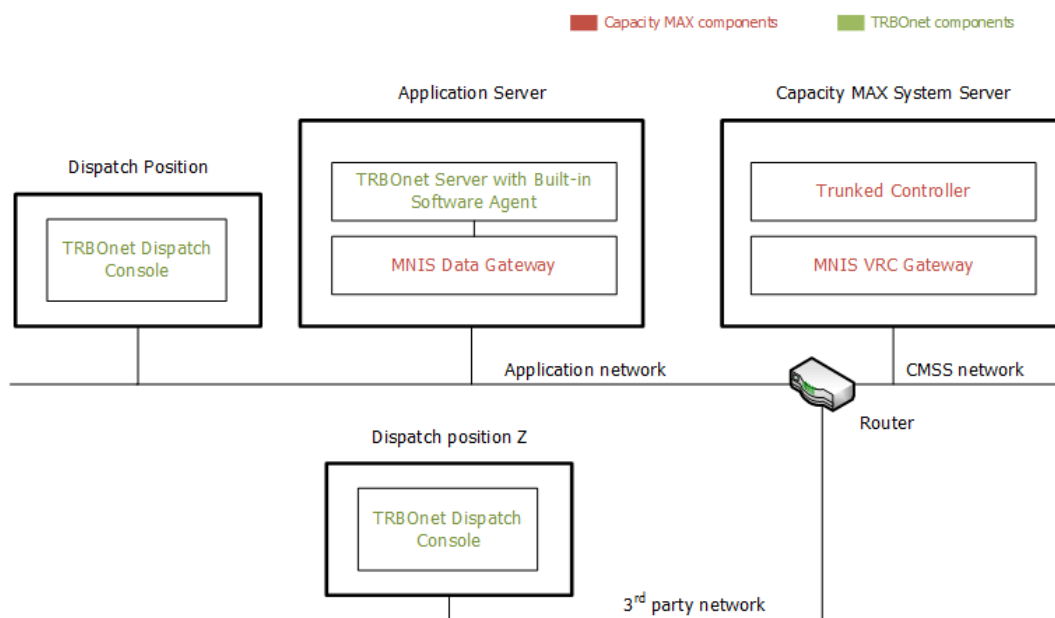 Capacity MAX components
TRBOnet components
Application Server
Capacity MAX System Server
Dispatch Position
TRBOnet Server with Built-in
Software Agent
Trunked Controller
TRBOnet Dispatch
Console
MNIS Data Gateway
MNIS VRC Gateway
Application network
CMSS network
Router
Dispatch position Z
TRBOnet Dispatch
Console
3rd party network